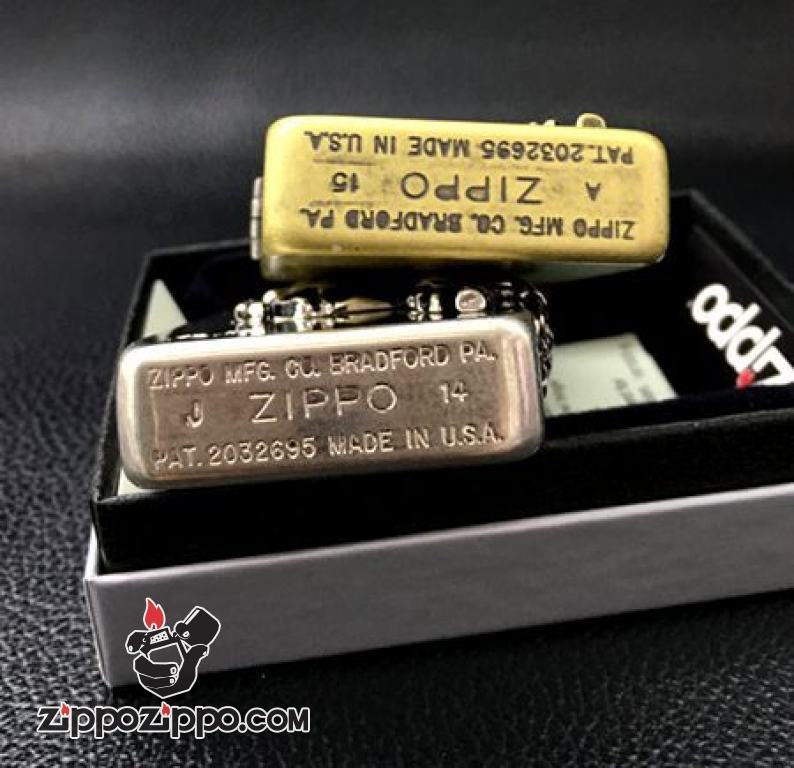 ZIPPO MFG. CO. BRADFORD PA.
A ZIPPO 15
PAT. 2032695 MADE IN U.S.A.
ZIPPO MFG. CO. BRADFORD PA.
J ZIPPO 14
PAT. 2032695 MADE IN U.S.A.
Zippo
zippozippo.com